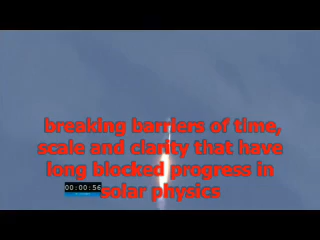 breaking barriers of time,
scale and clarity that have
long blocked progress in
00:00:56
solar physics